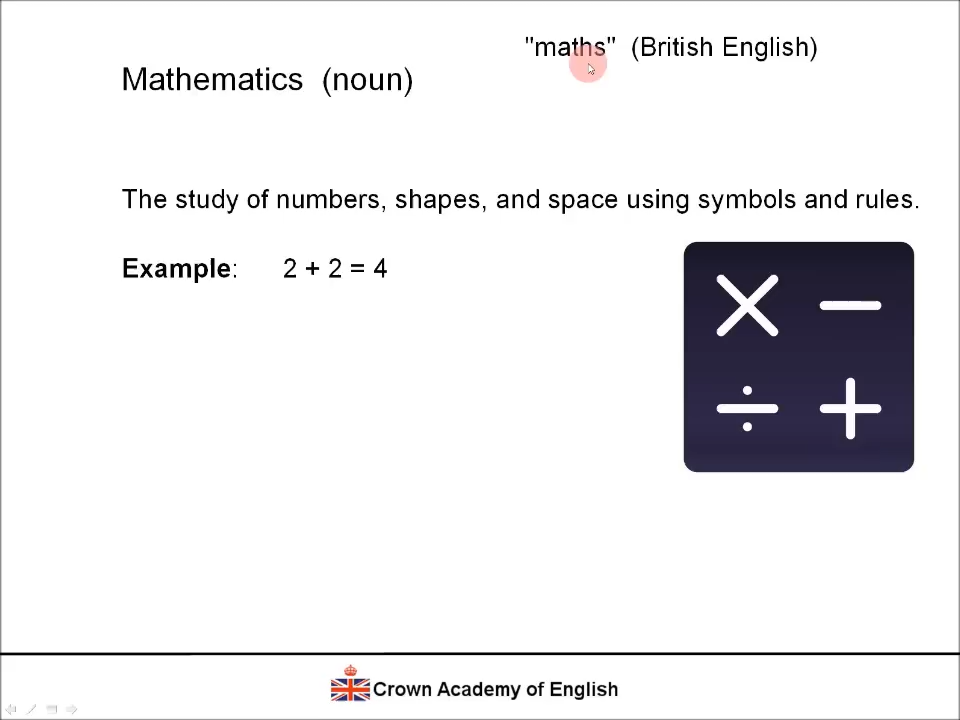 "maths"  (British English)
Mathematics  (noun)
The study of numbers, shapes, and space using symbols and rules.
Example:      2 + 2 = 4
× −
÷ +
Crown Academy of English